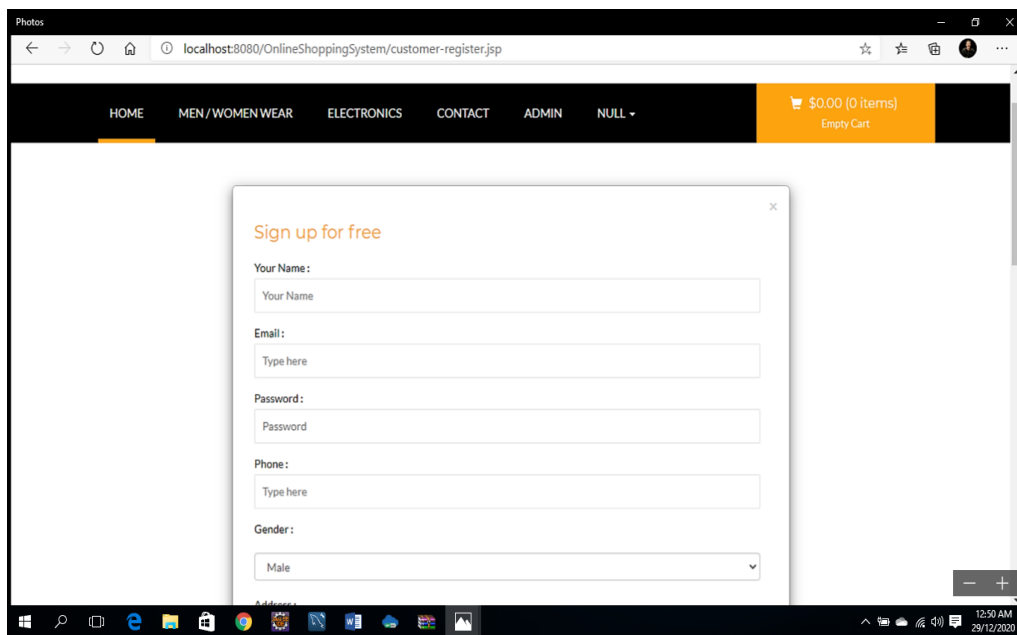 Photos
localhost:8080/OnlineShoppingSystem/customer-register.jsp
HOME MEN / WOMEN WEAR ELECTRONICS CONTACT ADMIN NULL
$0.00 (0 items)
Empty Cart
×
Sign up for free
Your Name :
Your Name
Email :
Type here
Password :
Password
Phone :
Type here
Gender :
Male
Address :
12:50 AM
29/12/2020